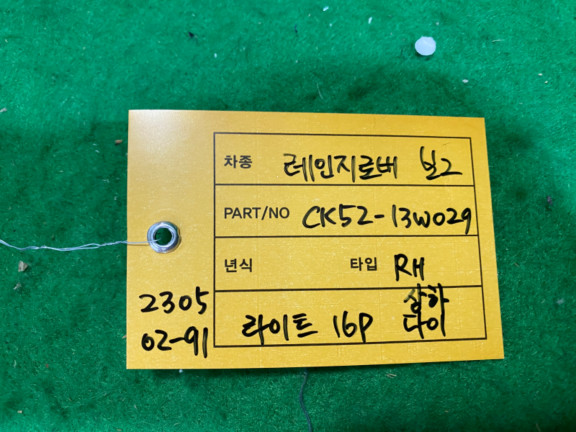 차종 레인지로버 보2
PART/NO CK52-13W029
년식 타입 RH
라이트 16P 상하
다이
2305
02-91